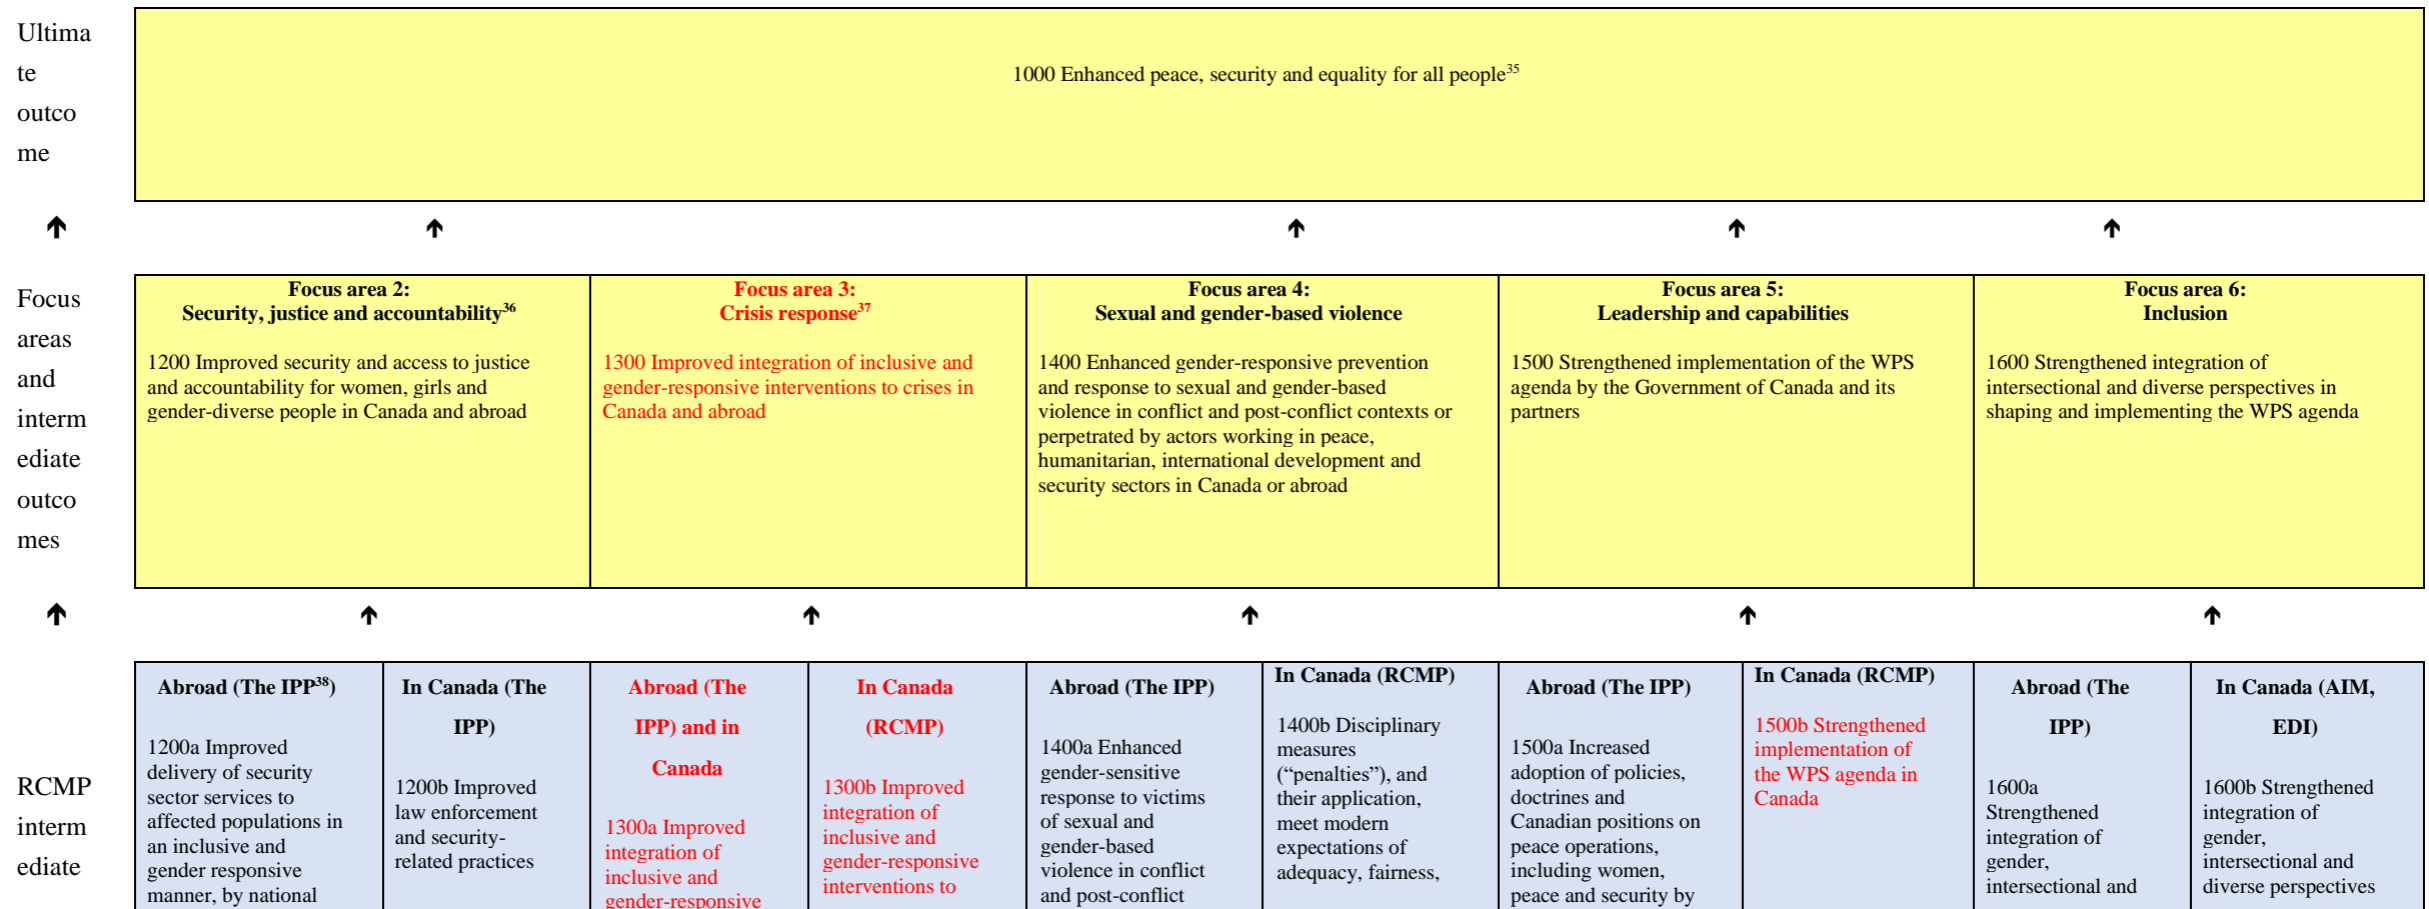 Ultima
te
outco
me
1000 Enhanced peace, security and equality for all people35
Focus
areas
and
interm
ediate
outco
mes
Focus area 2:
Security, justice and accountability36
1200 Improved security and access to justice
and accountability for women, girls and
gender-diverse people in Canada and abroad
Focus area 3:
Crisis response37
1300 Improved integration of inclusive and
gender-responsive interventions to crises in
Canada and abroad
Focus area 4:
Sexual and gender-based violence
1400 Enhanced gender-responsive prevention
and response to sexual and gender-based
violence in conflict and post-conflict contexts or
perpetrated by actors working in peace,
humanitarian, international development and
security sectors in Canada or abroad
Focus area 5:
Leadership and capabilities
1500 Strengthened implementation of the WPS
agenda by the Government of Canada and its
partners
Focus area 6:
Inclusion
1600 Strengthened integration of
intersectional and diverse perspectives in
shaping and implementing the WPS agenda
RCMP
interm
ediate
Abroad (The IPP38)
1200a Improved
delivery of security
sector services to
affected populations in
an inclusive and
gender responsive
manner, by national
In Canada (The
IPP)
1200b Improved
law enforcement
and security-
related practices
Abroad (The
IPP) and in
Canada
1300a Improved
integration of
inclusive and
gender-responsive
In Canada
(RCMP)
1300b Improved
integration of
inclusive and
gender-responsive
interventions to
Abroad (The IPP)
1400a Enhanced
gender-sensitive
response to victims
of sexual and
gender-based
violence in conflict
and post-conflict
In Canada (RCMP)
1400b Disciplinary
measures
(“penalties”), and
their application,
meet modern
expectations of
adequacy, fairness,
Abroad (The IPP)
1500a Increased
adoption of policies,
doctrines and
Canadian positions on
peace operations,
including women,
peace and security by
In Canada (RCMP)
1500b Strengthened
implementation of
the WPS agenda in
Canada
Abroad (The
IPP)
1600a
Strengthened
integration of
gender,
intersectional and
In Canada (AIM,
EDI)
1600b Strengthened
integration of
gender,
intersectional and
diverse perspectives